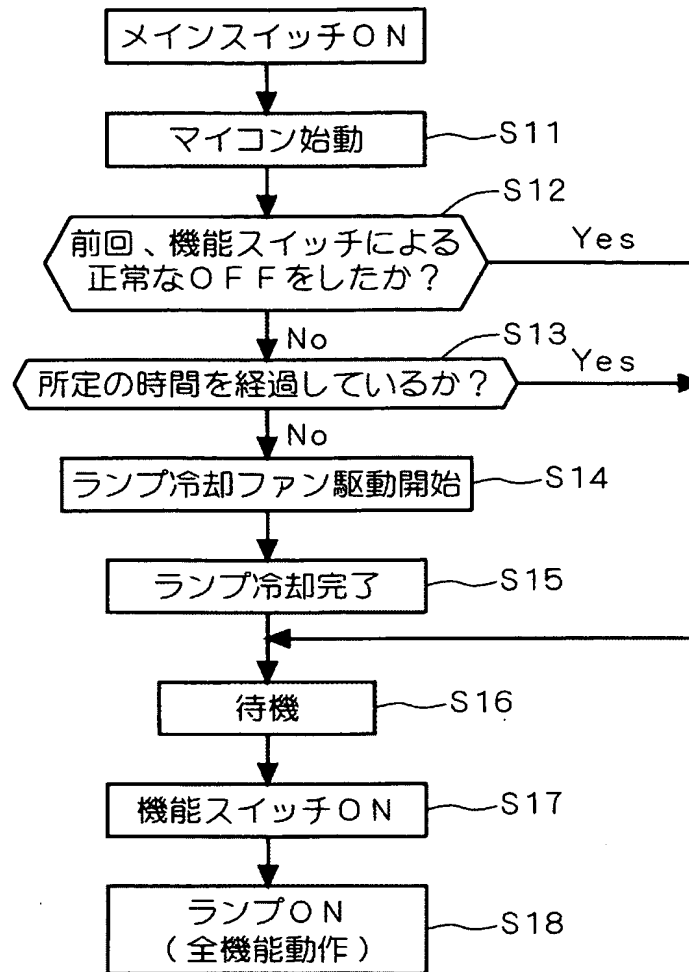 メインスイッチＯＮ
マイコン始動
S11
S12
前回、機能スイッチによる
正常なＯＦＦをしたか？
Yes
No
S13
所定の時間を経過しているか？
Yes
No
ランプ冷却ファン駆動開始
S14
ランプ冷却完了
S15
待機
S16
機能スイッチＯＮ
S17
ランプＯＮ
（全機能動作）
S18